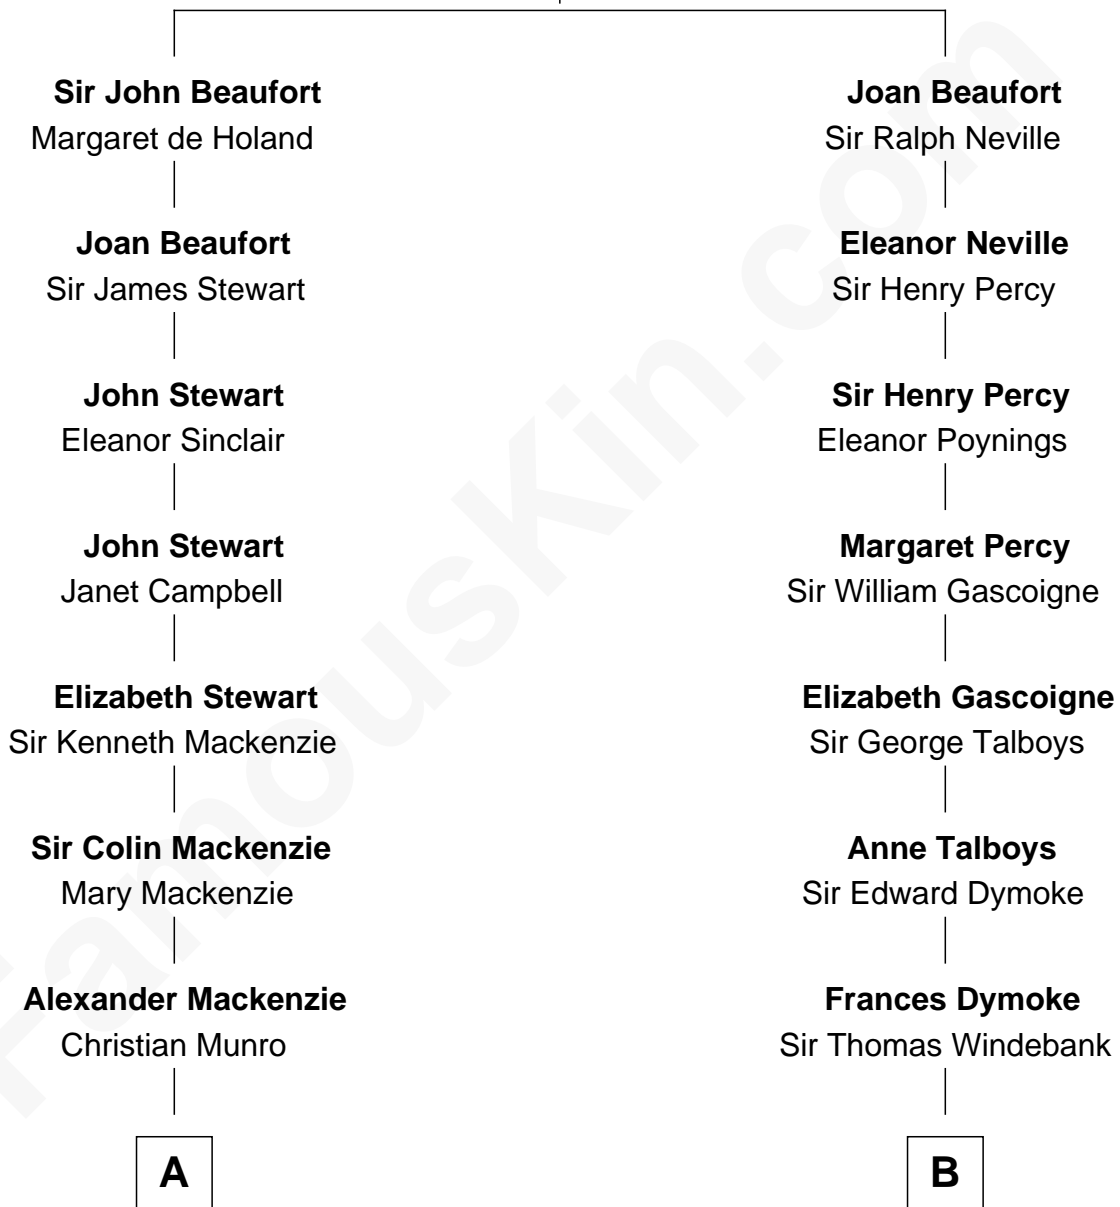 Sir John Beaufort
Margaret de Holand
Joan Beaufort
Sir James Stewart
John Stewart
Eleanor Sinclair
John Stewart
Janet Campbell
Elizabeth Stewart
Sir Kenneth Mackenzie
Sir Colin Mackenzie
Mary Mackenzie
Alexander Mackenzie
Christian Munro
A
Joan Beaufort
Sir Ralph Neville
Eleanor Neville
Sir Henry Percy
Sir Henry Percy
Eleanor Poynings
Margaret Percy
Sir William Gascoigne
Elizabeth Gascoigne
Sir George Talboys
Anne Talboys
Sir Edward Dymoke
Frances Dymoke
Sir Thomas Windebank
B
FamousKin.com